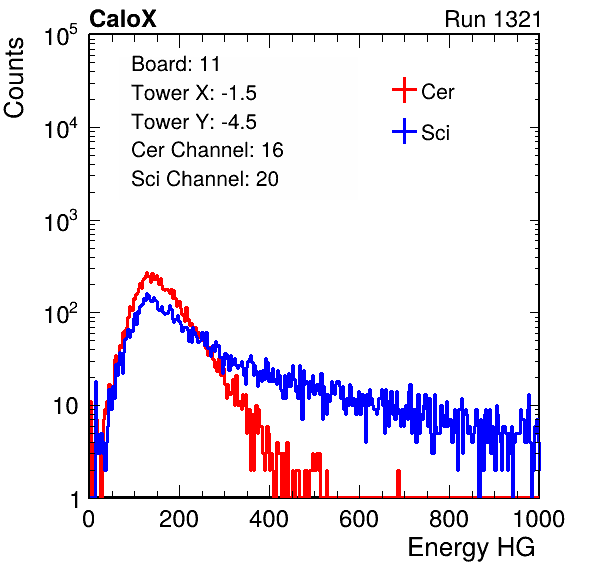 CaloX Run 1321
Counts
10^5
10^4
10^3
10^2
10
1
Board: 11
Tower X: -1.5
Tower Y: -4.5
Cer Channel: 16
Sci Channel: 20
Cer
Sci
0 200 400 600 800 1000
Energy HG